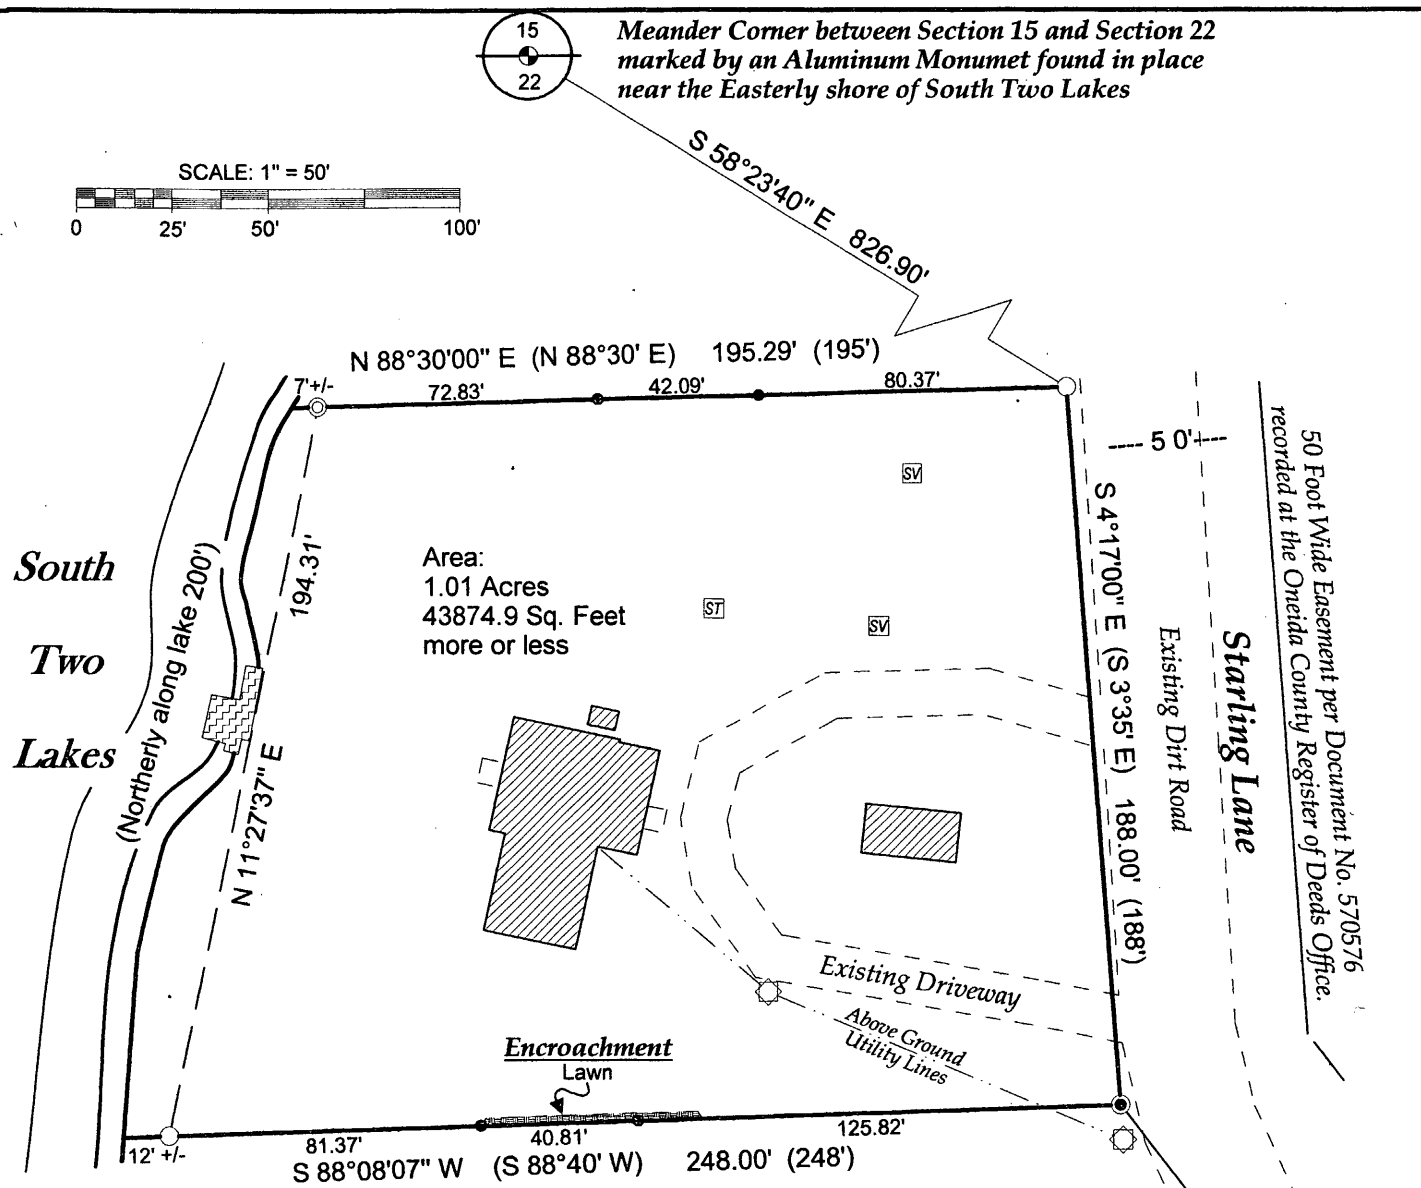 15
22
Meander Corner between Section 15 and Section 22
marked by an Aluminum Monumet found in place
near the Easterly shore of South Two Lakes
S 58°23'40" E 826.90'
SCALE: 1" = 50'
0 25' 50' 100'
N 88°30'00" E (N 88°30' E) 195.29' (195')
7'+/- 72.83' 42.09' 80.37'
5 0'
50 Foot Wide Easement per Document No. 570576
recorded at the Oneida County Register of Deeds Office.
SV
S 4°17'00" E (S 3°35' E) 188.00' (188')
Existing Dirt Road
Starling Lane
South
Two
Lakes
(Northerly along lake 200')
194.31'
N 11°27'37" E
Area:
1.01 Acres
43874.9 Sq. Feet
more or less
ST
SV
Existing Driveway
Above Ground
Utility Lines
Encroachment
Lawn
12' +/- 81.37' 40.81' 125.82'
S 88°08'07" W (S 88°40' W) 248.00' (248')